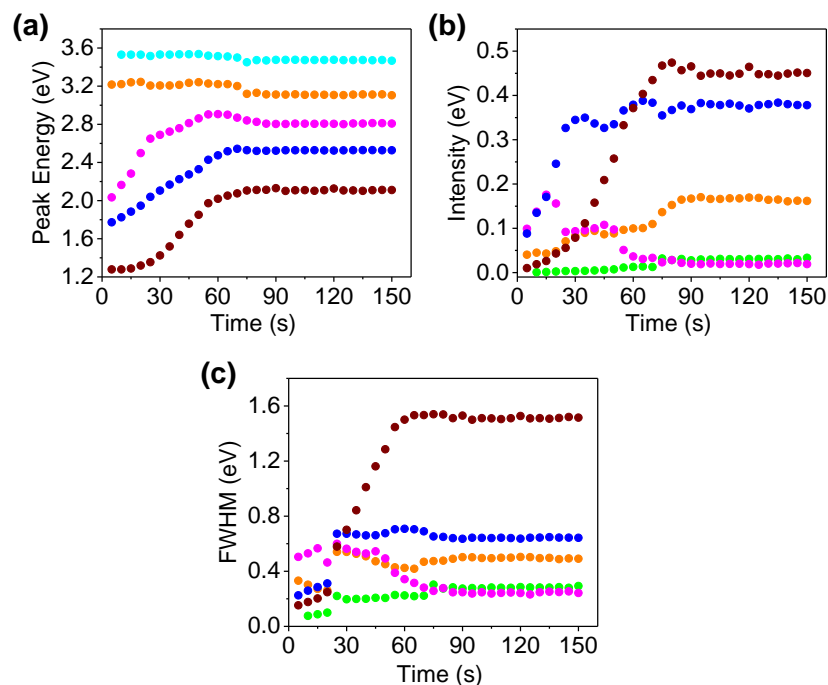 (a)
Peak Energy (eV)
3.6
3.2
2.8
2.4
2.0
1.6
1.2
0 30 60 90 120 150
Time (s)
(b)
Intensity (eV)
0.5
0.4
0.3
0.2
0.1
0.0
0 30 60 90 120 150
Time (s)
(c)
FWHM (eV)
1.6
1.2
0.8
0.4
0.0
0 30 60 90 120 150
Time (s)